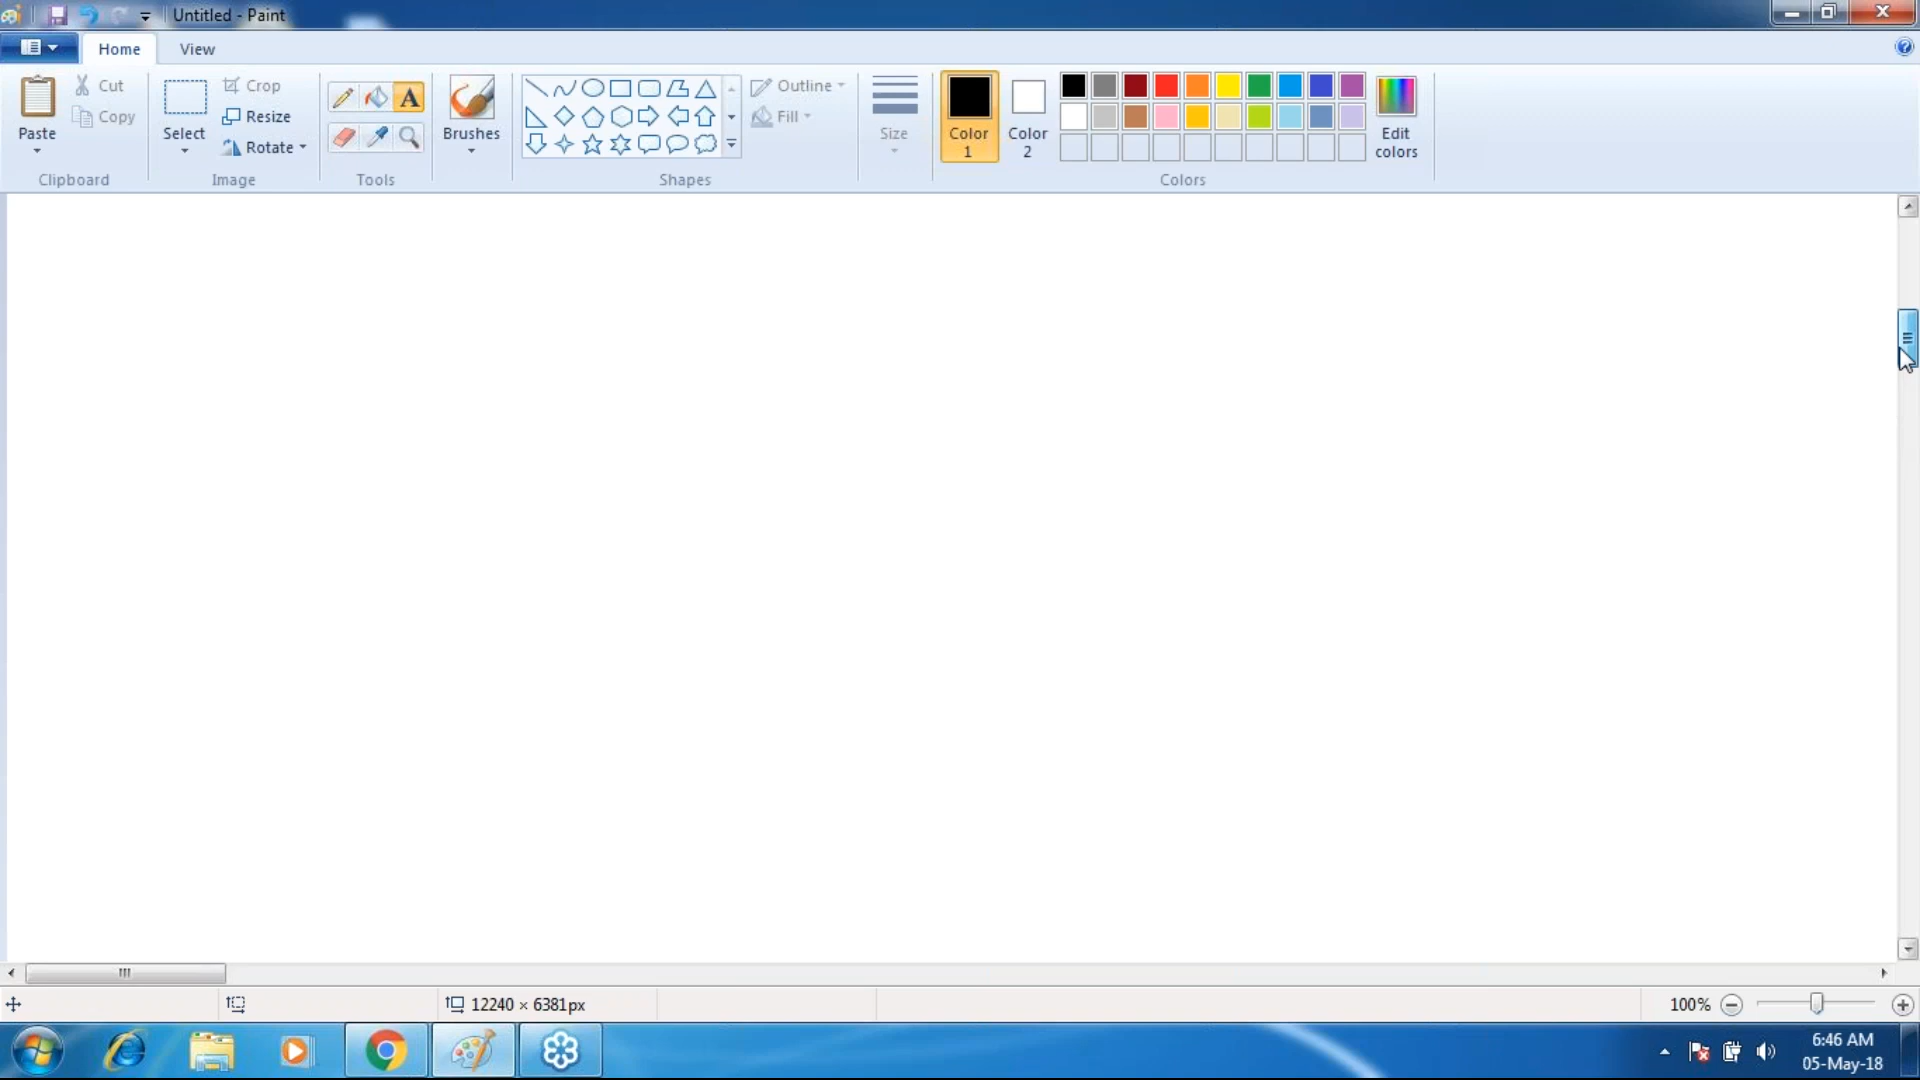 Untitled - Paint
Home
View
Paste
Cut
Copy
Clipboard
Select
Crop
Resize
Rotate
Image
A
Tools
Brushes
Shapes
Outline
Fill
Size
Color
1
Color
2
Edit
colors
Colors
12240 × 6381px
100%
6:46 AM
05-May-18